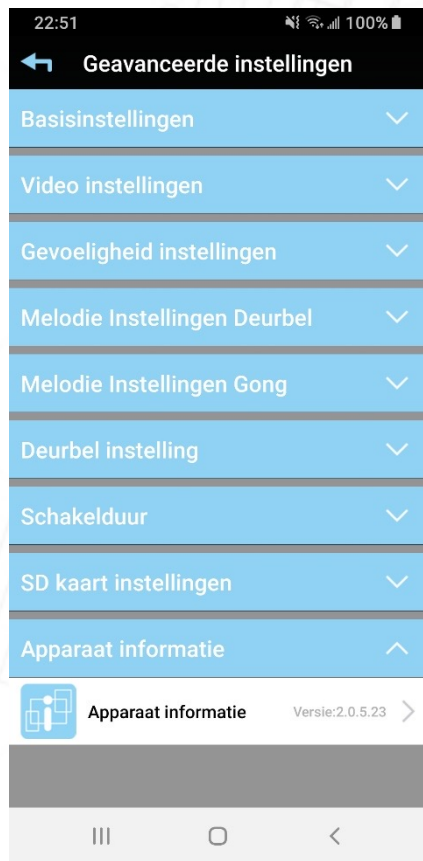 22:51 100%
Geavanceerde instellingen
Basisinstellingen
Video instellingen
Gevoeligheid instellingen
Melodie Instellingen Deurbel
Melodie Instellingen Gong
Deurbel instelling
Schakelduur
SD kaart instellingen
Apparaat informatie
Apparaat informatie Versie:2.0.5.23